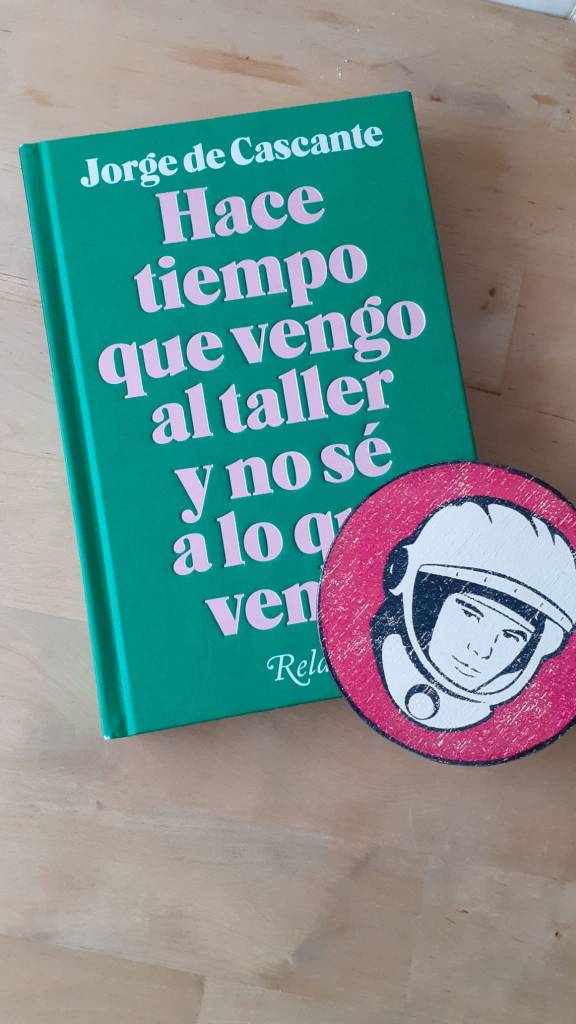 Jorge de Cascante
Hace
tiempo
que vengo
al taller
y no sé
a lo